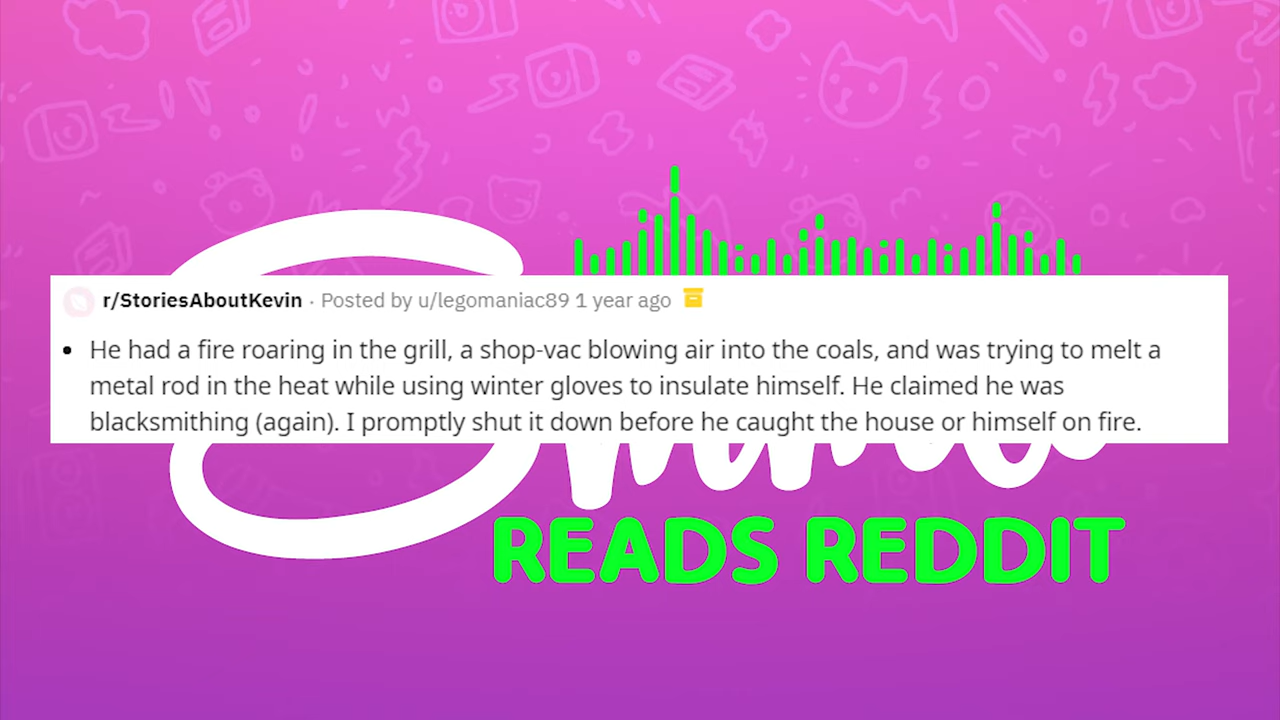 r/StoriesAboutKevin · Posted by u/legomaniac89 1 year ago
• He had a fire roaring in the grill, a shop-vac blowing air into the coals, and was trying to melt a
metal rod in the heat while using winter gloves to insulate himself. He claimed he was
blacksmithing (again). I promptly shut it down before he caught the house or himself on fire.
READS REDDIT